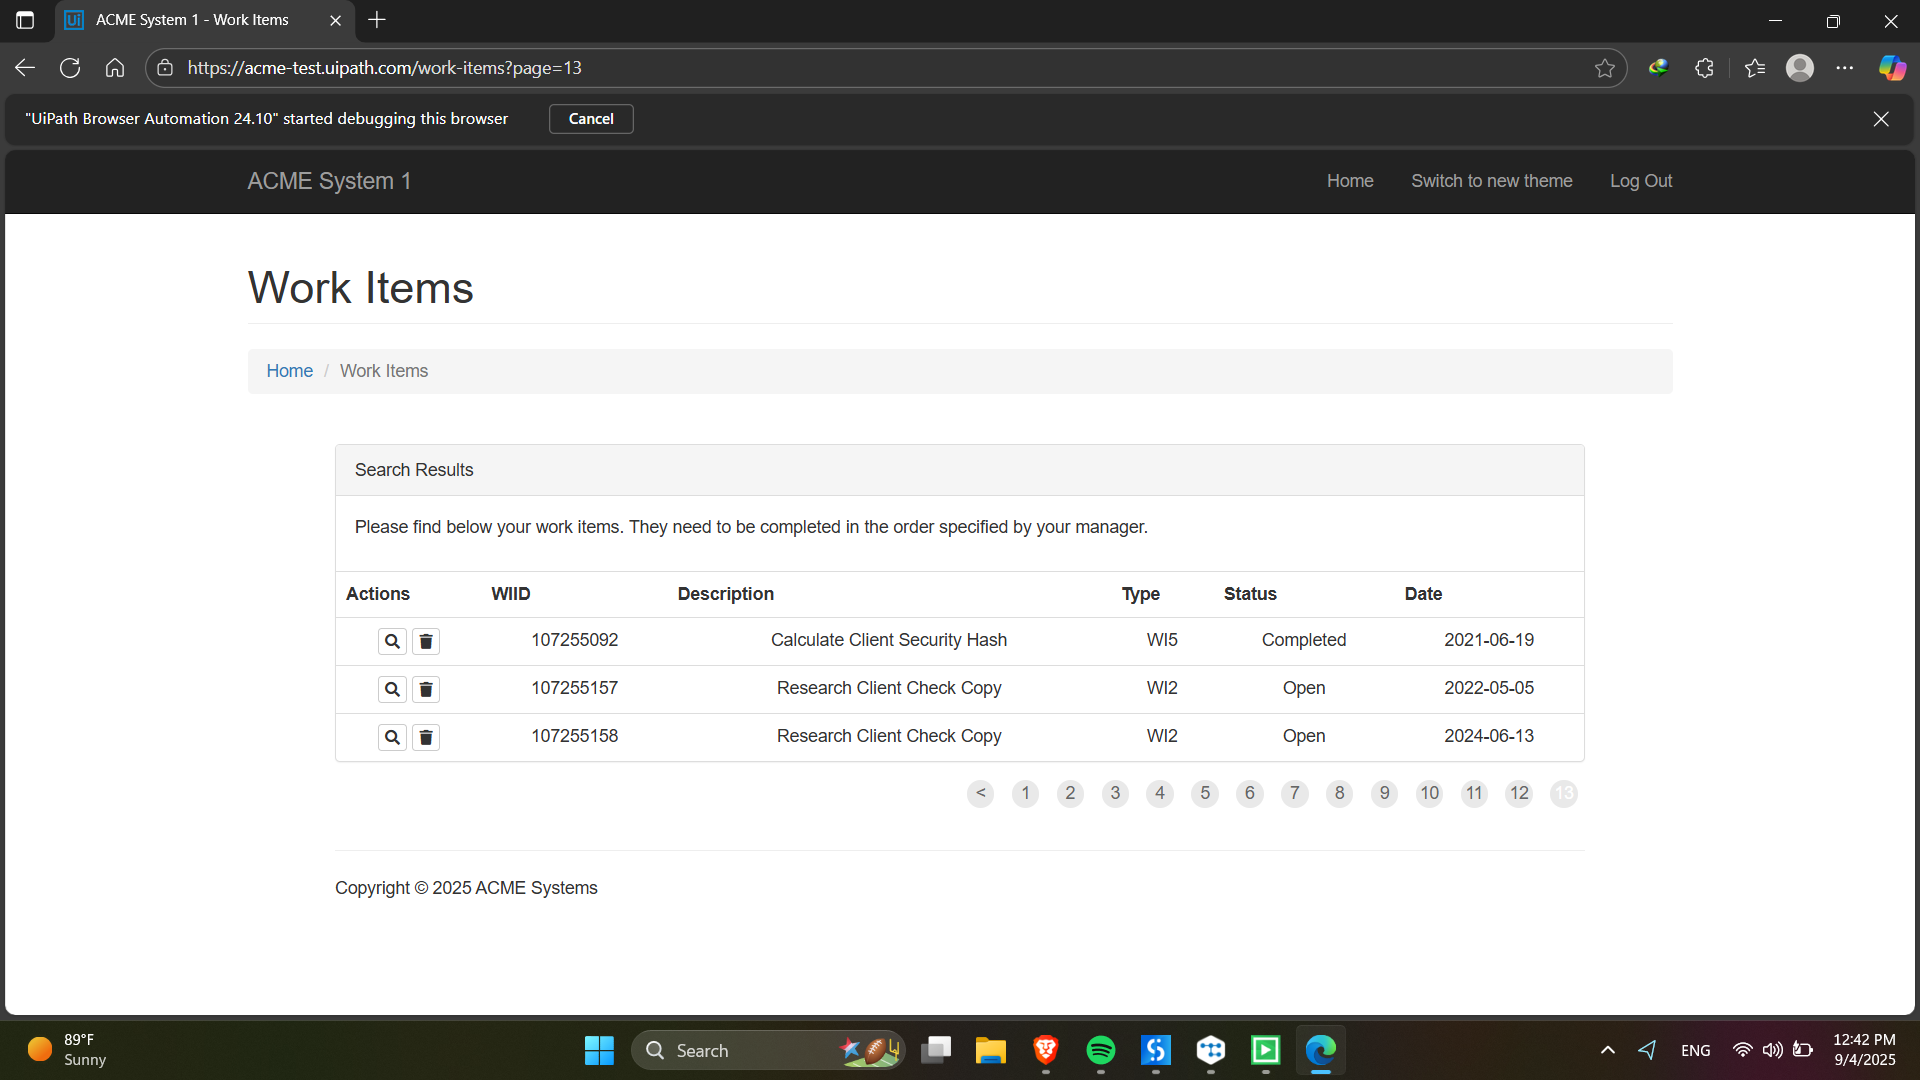 ACME System 1 - Work Items
https://acme-test.uipath.com/work-items?page=13
"UiPath Browser Automation 24.10" started debugging this browser Cancel
ACME System 1 Home Switch to new theme Log Out
Work Items
Home / Work Items
Search Results
Please find below your work items. They need to be completed in the order specified by your manager.
Actions WIID Description Type Status Date
107255092 Calculate Client Security Hash WI5 Completed 2021-06-19
107255157 Research Client Check Copy WI2 Open 2022-05-05
107255158 Research Client Check Copy WI2 Open 2024-06-13
< 1 2 3 4 5 6 7 8 9 10 11 12 13
Copyright © 2025 ACME Systems
89°F
Sunny
Search
ENG
12:42 PM
9/4/2025